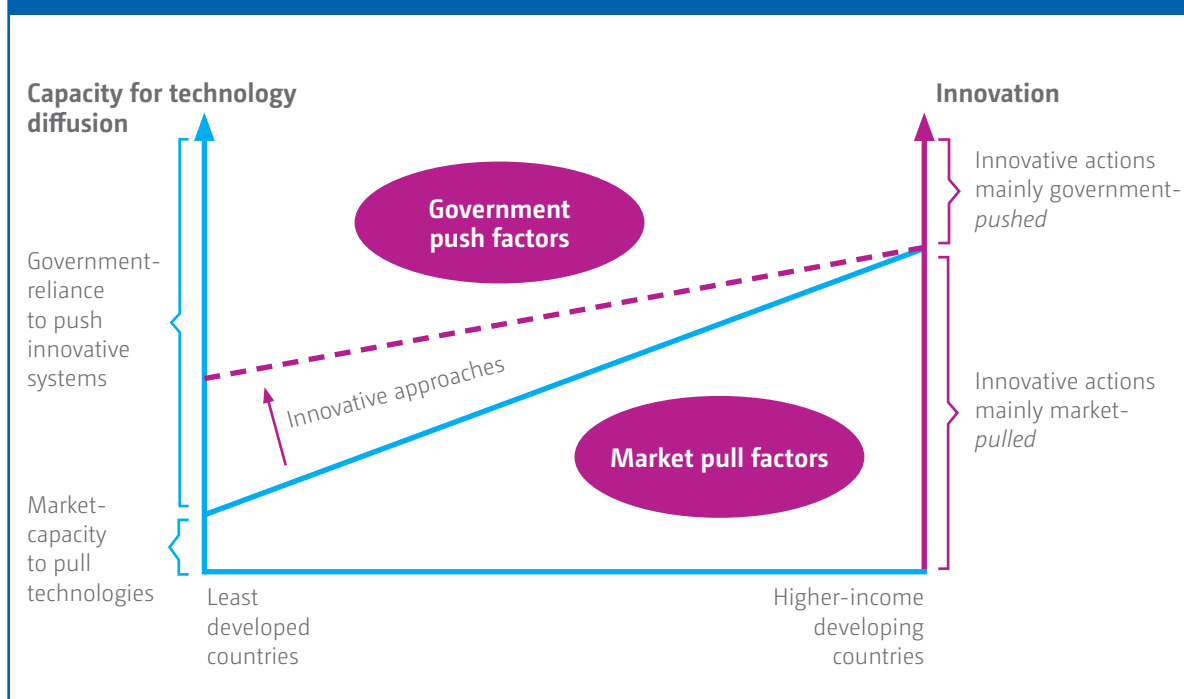 Capacity for technology
diffusion
Innovation
Government
push factors
Innovative actions
mainly government-
pushed
Government-
reliance
to push
innovative
systems
Innovative approaches
Innovative actions
mainly market-
pulled
Market pull factors
Market-
capacity
to pull
technologies
Least
developed
countries
Higher-income
developing
countries